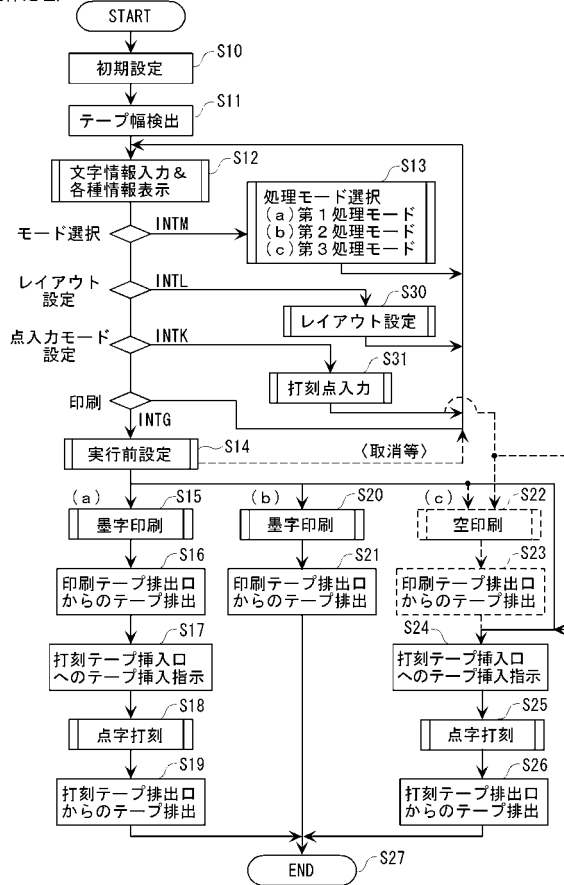 START
S10
初期設定
S11
テープ幅検出
S12
文字情報入力＆
各種情報表示
S13
処理モード選択
(a)第1処理モード
(b)第2処理モード
(c)第3処理モード
モード選択
INTM
レイアウト
設定
INTL
S30
レイアウト設定
点入力モード
設定
INTK
S31
打刻点入力
印刷
INTG
S14
実行前設定
〈取消等〉
(a)
S15
墨字印刷
(b)
S20
墨字印刷
(c)
S22
空印刷
S16
印刷テープ排出口
からのテープ排出
S21
印刷テープ排出口
からのテープ排出
S23
印刷テープ排出口
からのテープ排出
S17
打刻テープ挿入口
へのテープ挿入指示
S24
打刻テープ挿入口
へのテープ挿入指示
S18
点字打刻
S25
点字打刻
S19
打刻テープ排出口
からのテープ排出
S26
打刻テープ排出口
からのテープ排出
END
S27